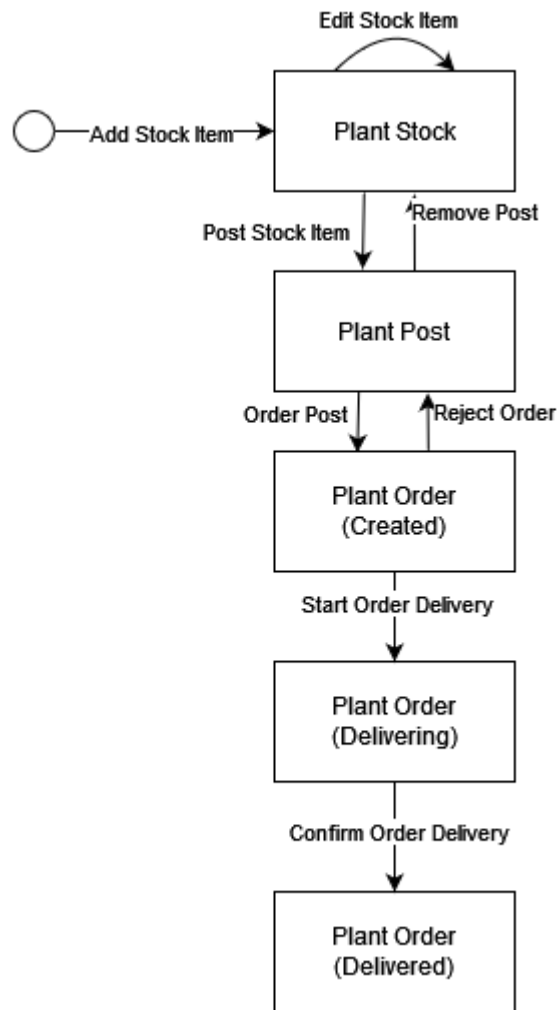 Edit Stock Item
Add Stock Item
Plant Stock
Post Stock Item
Remove Post
Plant Post
Order Post
Reject Order
Plant Order
(Created)
Start Order Delivery
Plant Order
(Delivering)
Confirm Order Delivery
Plant Order
(Delivered)